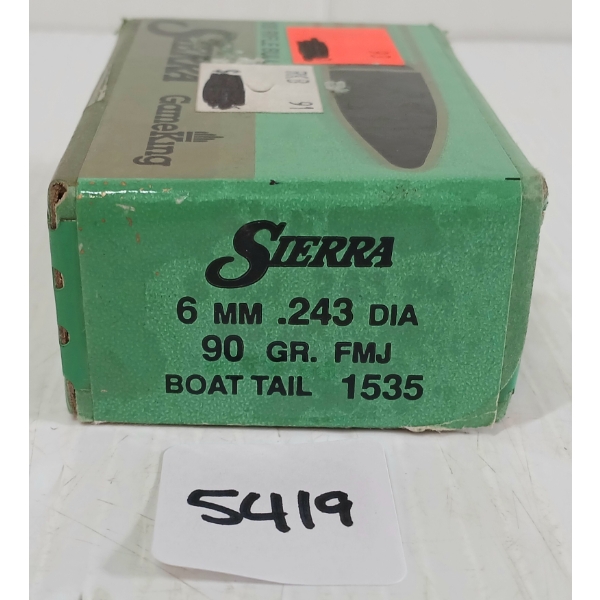 Sierra
GameKing
SIERRA
6 MM .243 DIA
90 GR. FMJ
BOAT TAIL 1535
5419